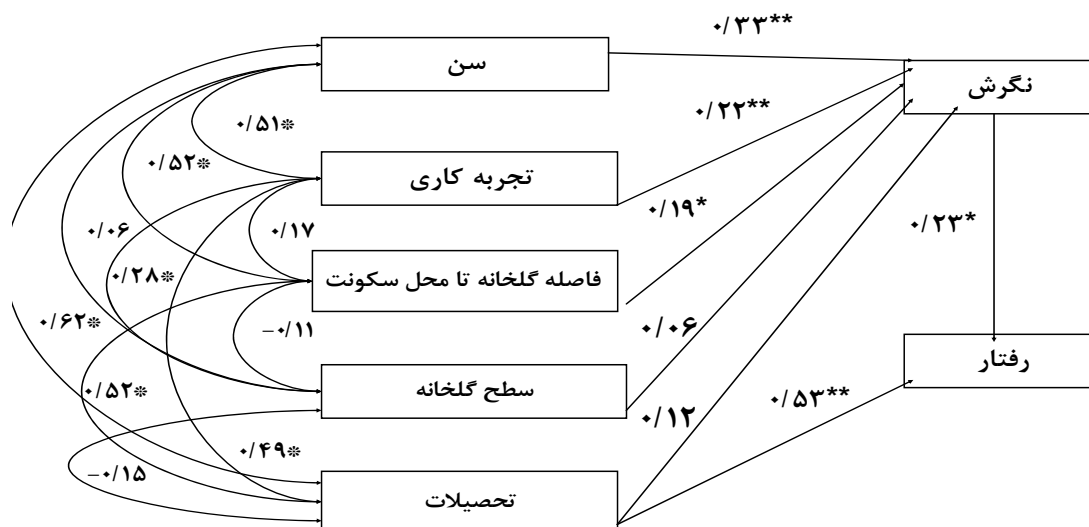 ۰/۳۳**
سن
نگرش
۰/۲۲**
۰/۵۱*
۰/۵۲*
تجربه کاری
۰/۱۹*
۰/۲۳*
۰/۰۶
۰/۱۷
فاصله گلخانه تا محل سکونت
۰/۲۸*
۰/۶۲*
-۰/۱۱
۰/۰۶
رفتار
سطح گلخانه
۰/۵۲*
۰/۱۲
۰/۵۳**
۰/۴۹*
-۰/۱۵
تحصیلات